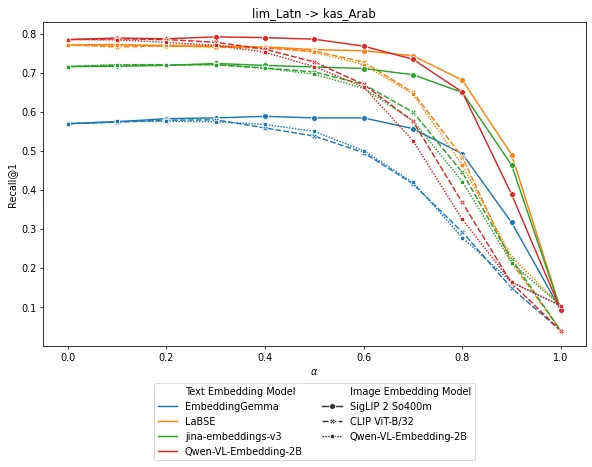 lim_Latn -> kas_Arab
Recall@1
0.8
0.7
0.6
0.5
0.4
0.3
0.2
0.1
0.0 0.2 0.4 0.6 0.8 1.0
α
Text Embedding Model Image Embedding Model
EmbeddingGemma SigLIP 2 So400m
LaBSE CLIP ViT-B/32
jina-embeddings-v3 Qwen-VL-Embedding-2B
Qwen-VL-Embedding-2B